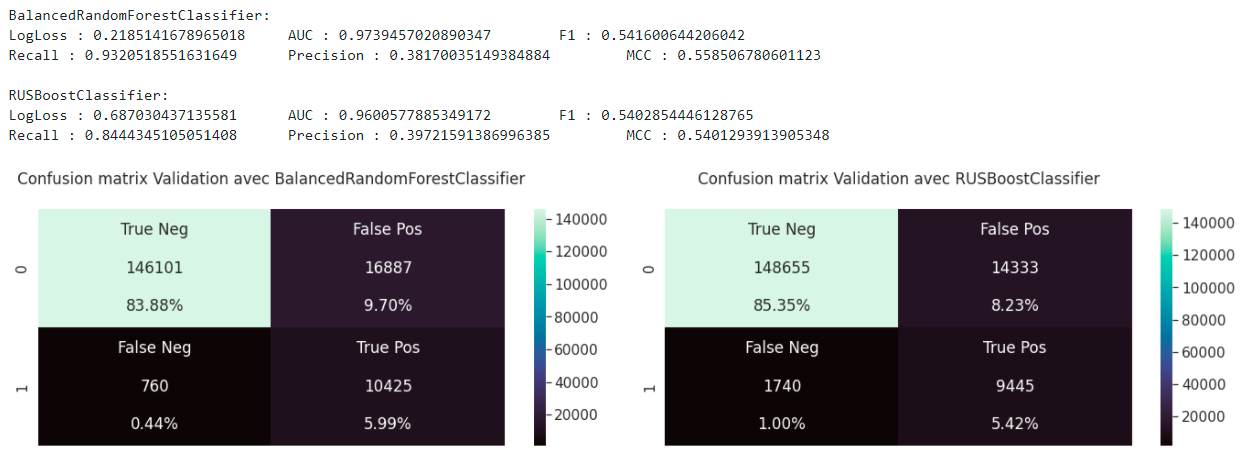 BalancedRandomForestClassifier:
LogLoss : 0.2185141678965018 AUC : 0.9739457020890347 F1 : 0.541600644206042
Recall : 0.9320518551631649 Precision : 0.38170035149384884 MCC : 0.558506780601123
RUSBoostClassifier:
LogLoss : 0.687030437135581 AUC : 0.9600577885349172 F1 : 0.5402854446128765
Recall : 0.8444345105051408 Precision : 0.39721591386996385 MCC : 0.5401293913905348
Confusion matrix Validation avec BalancedRandomForestClassifier
True Neg
False Pos
0
146101
16887
83.88%
9.70%
False Neg
True Pos
1
760
10425
0.44%
5.99%
140000
120000
100000
80000
60000
40000
20000
Confusion matrix Validation avec RUSBoostClassifier
True Neg
False Pos
0
148655
14333
85.35%
8.23%
False Neg
True Pos
1
1740
9445
1.00%
5.42%
140000
120000
100000
80000
60000
40000
20000